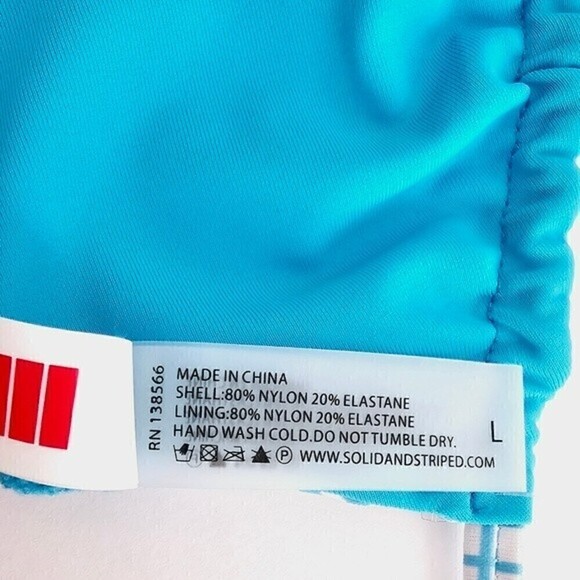 RN 138566
MADE IN CHINA
SHELL:80% NYLON 20% ELASTANE
LINING:80% NYLON 20% ELASTANE
HAND WASH COLD.DO NOT TUMBLE DRY.
P WWW.SOLIDANDSTRIPED.COM
L